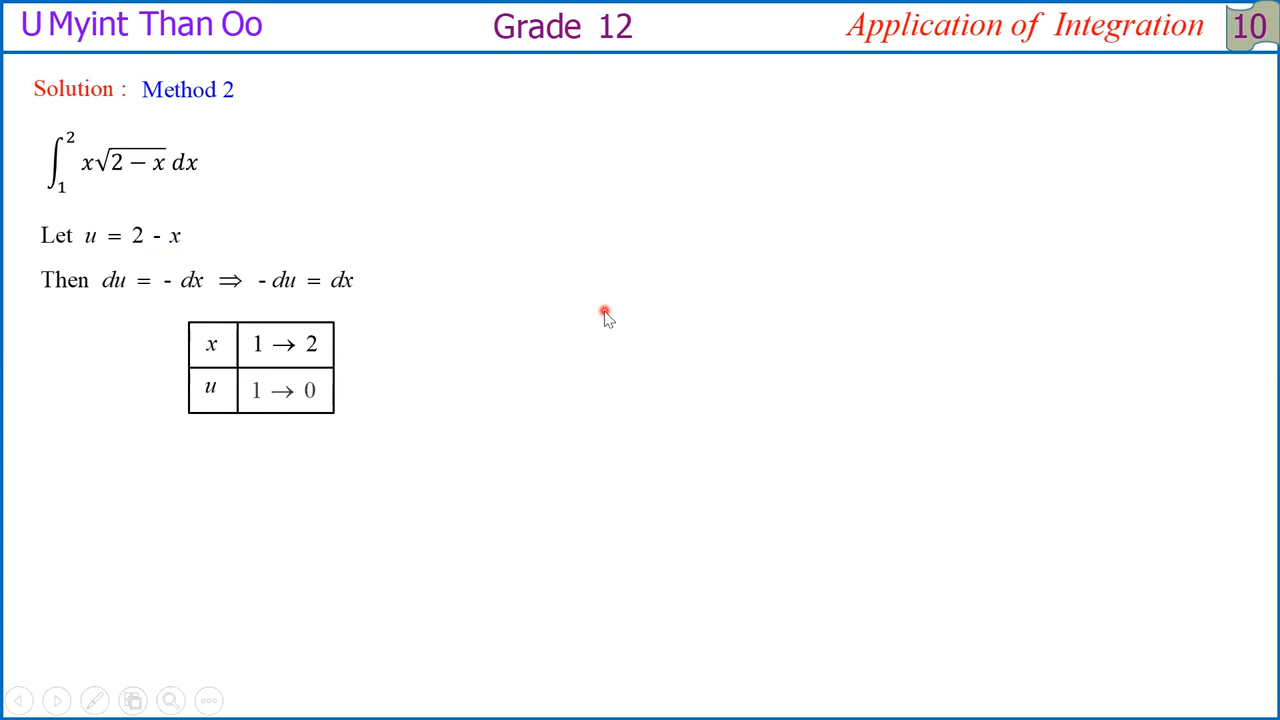 U Myint Than Oo Grade 12 Application of Integration 10
Solution : Method 2
∫₁² x√(2 − x) dx
Let u = 2 - x
Then du = - dx ⇒ - du = dx
x 1 → 2
u 1 → 0